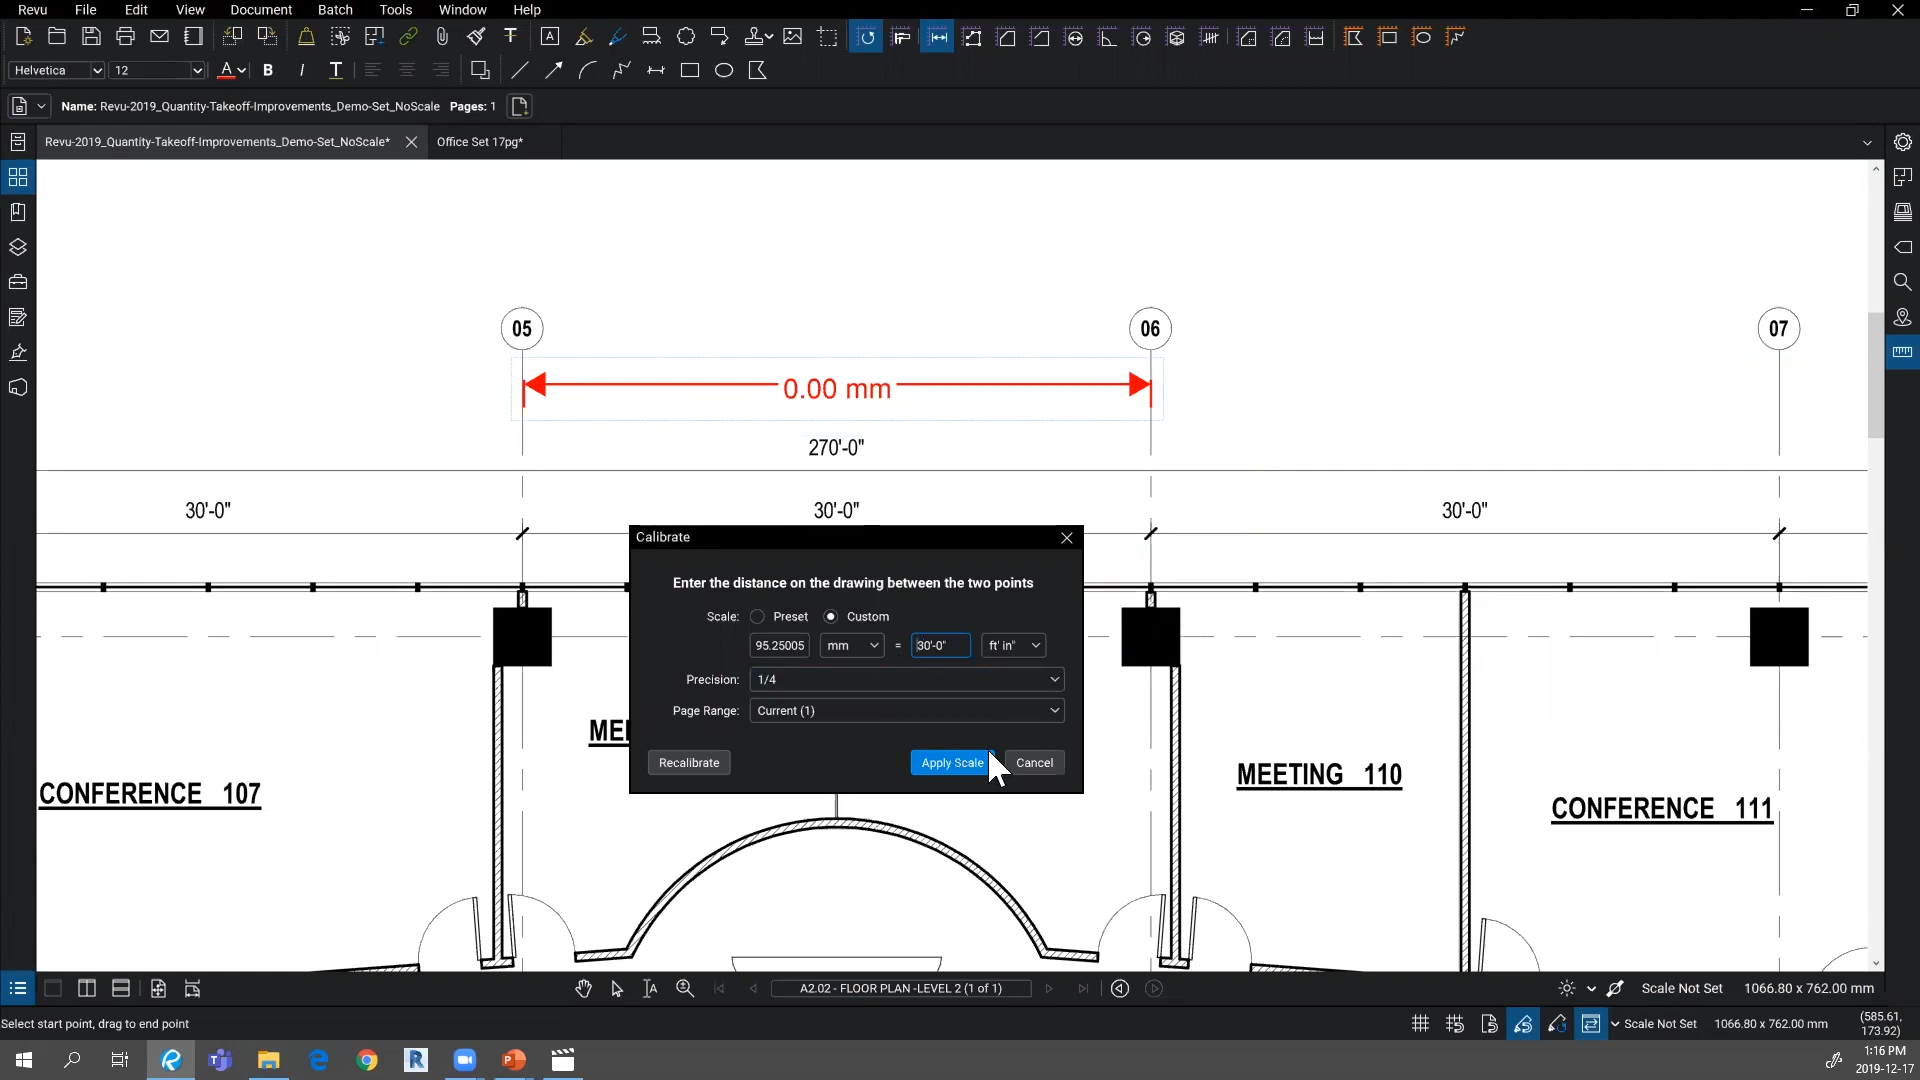 Revu File Edit View Document Batch Tools Window Help
Helvetica 12 A B I T
Name: Revu-2019_Quantity-Takeoff-Improvements_Demo-Set_NoScale Pages: 1
Revu-2019_Quantity-Takeoff-Improvements_Demo-Set_NoScale* Office Set 17pg*
05 06 07
0.00 mm
270'-0"
30'-0" 30'-0" 30'-0"
Calibrate
Enter the distance on the drawing between the two points
Scale: Preset Custom
95.25005 mm = 30'-0" ft' in"
Precision: 1/4
Page Range: Current (1)
Recalibrate Apply Scale Cancel
CONFERENCE 107
MEETING 110
CONFERENCE 111
A2.02 - FLOOR PLAN -LEVEL 2 (1 of 1) Scale Not Set 1066.80 x 762.00 mm
Select start point, drag to end point Scale Not Set 1066.80 x 762.00 mm (585.61, 173.92)
1:16 PM
2019-12-17